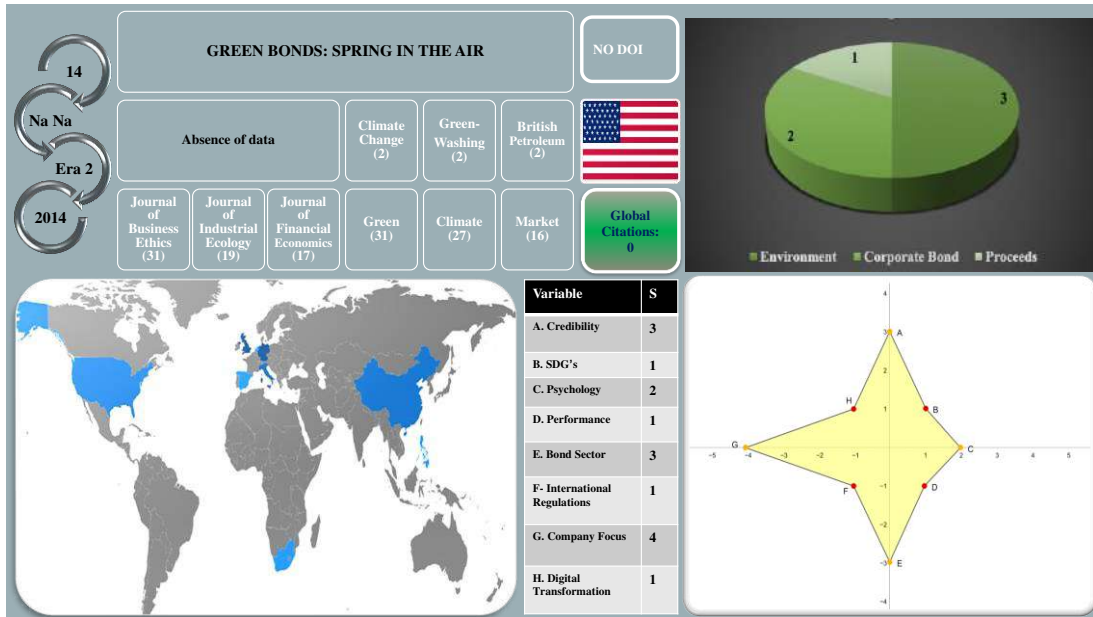 14
Na Na
Era 2
2014
GREEN BONDS: SPRING IN THE AIR
NO DOI
Absence of data
Climate
Change
(2)
Green-
Washing
(2)
British
Petroleum
(2)
Journal
of
Business
Ethics
(31)
Journal
of
Industrial
Ecology
(19)
Journal
of
Financial
Economics
(17)
Green
(31)
Climate
(27)
Market
(16)
Global
Citations:
0
1
2
3
Environment Corporate Bond Proceeds
Variable S
A. Credibility 3
B. SDG's 1
C. Psychology 2
D. Performance 1
E. Bond Sector 3
F- International
Regulations 1
G. Company Focus 4
H. Digital
Transformation 1
4
3 A
2
H 1 B
G C
-5 -4 -3 -2 -1 0 1 2 3 4 5
F -1 D
-2
-3 E
-4